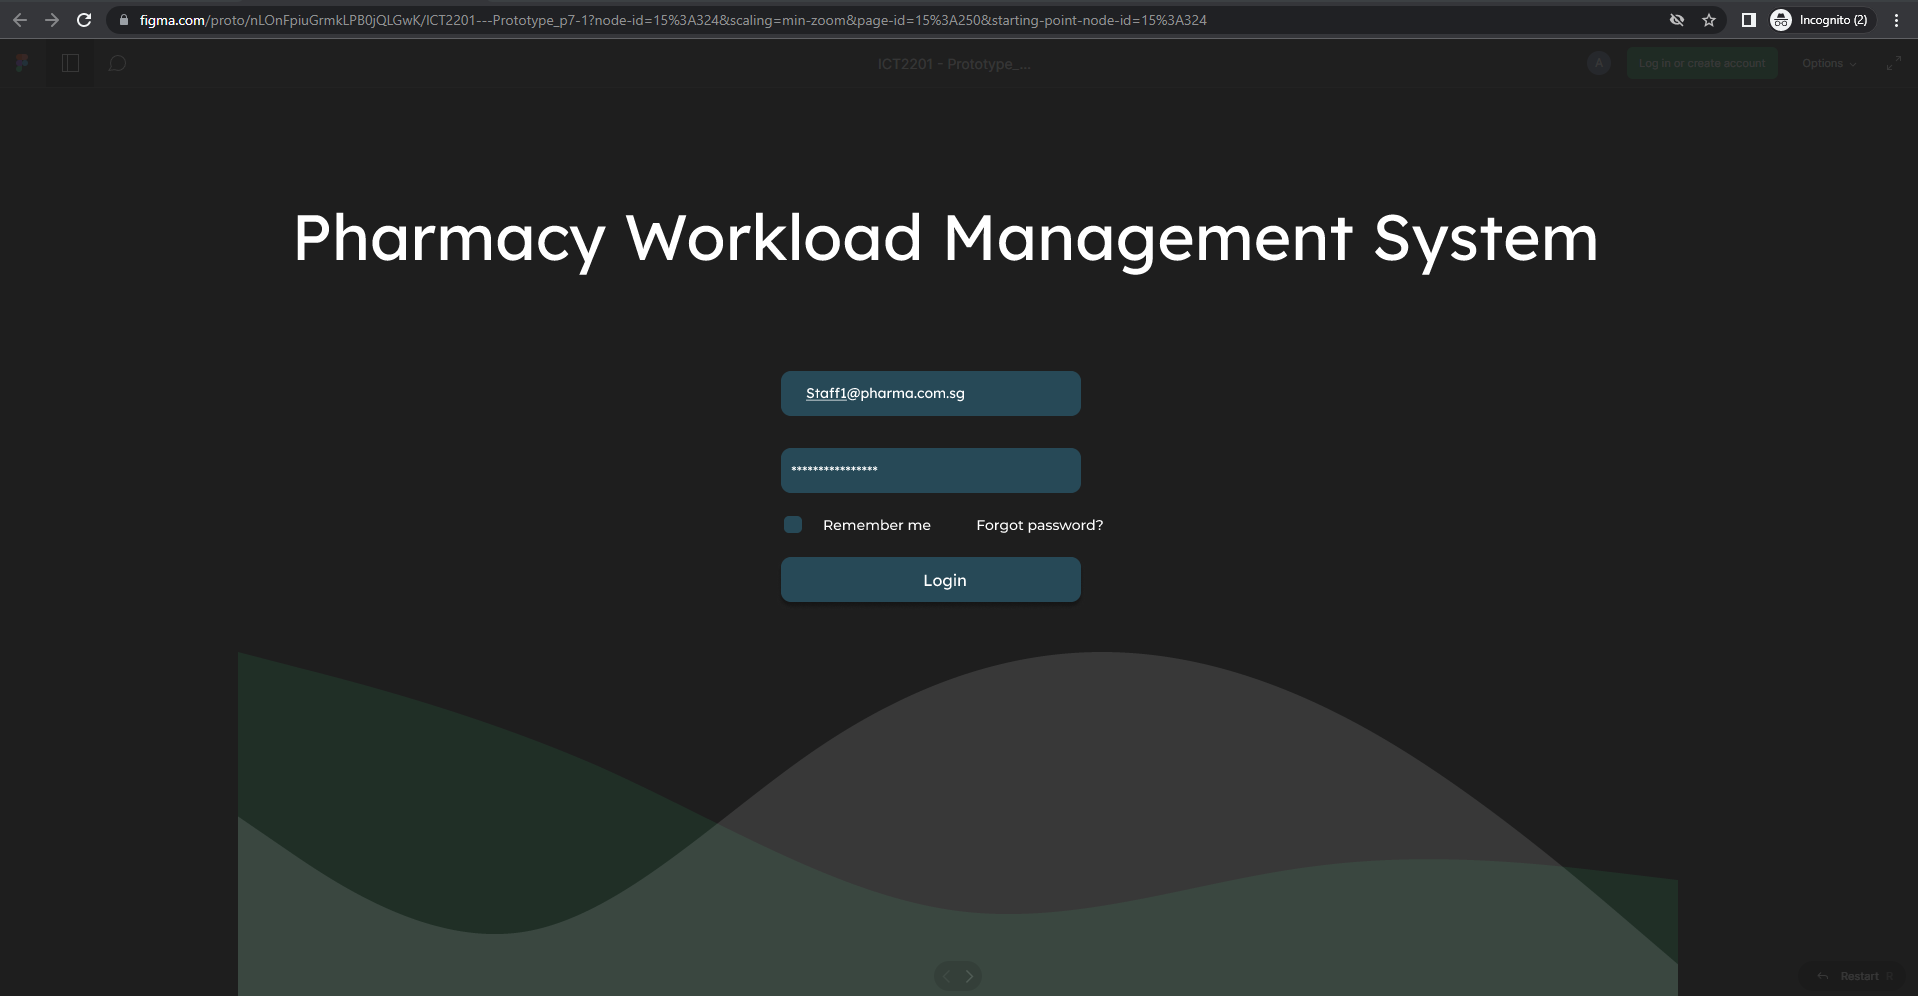 figma.com/proto/nLOnFpiuGrmkLPB0jQLGwK/ICT2201---Prototype_p7-1?node-id=15%3A324&scaling=min-zoom&page-id=15%3A250&starting-point-node-id=15%3A324
Incognito (2)
ICT2201 - Prototype_...
A
Log in or create account
Options
Pharmacy Workload Management System
Staff1@pharma.com.sg
****************
Remember me
Forgot password?
Login
Restart R